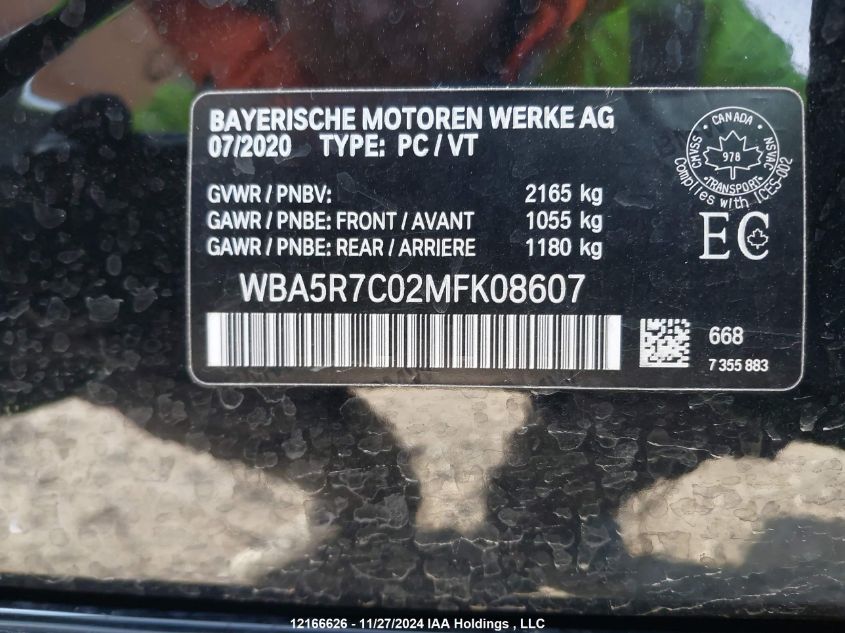 BAYERISCHE MOTOREN WERKE AG
07/2020 TYPE: PC / VT
GVWR / PNBV: 2165 kg
GAWR / PNBE: FRONT / AVANT 1055 kg
GAWR / PNBE: REAR / ARRIERE 1180 kg
WBA5R7C02MFK08607
CANADA
CMVSS
NSVAC
978
TRANSPORT
Complies with ICES-002
EC
668
7 355 883
12166626 - 11/27/2024 IAA Holdings , LLC